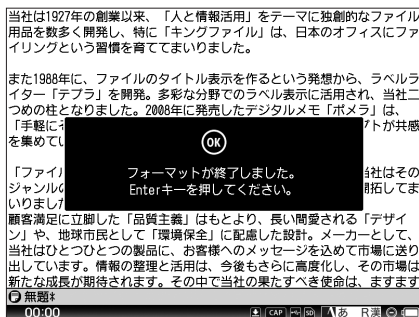 当社は1927年の創業以来、「人と情報活用」をテーマに独創的なファイル
用品を数多く開発し、特に「キングファイル」は、日本のオフィスにファ
イリングという習慣を育ててまいりました。
また1988年に、ファイルのタイトル表示を作るという発想から、ラベルラ
イター「テプラ」を開発。多彩な分野でのラベル表示に活用され、当社二
つめの柱となりました。2008年に発売したデジタルメモ「ポメラ」は、
「手軽に
トが共感
を集めて
OK
フォーマットが終了しました。
Enterキーを押してください。
「ファイ
当社はその
ジャンル
開拓してま
いりました
顧客満足に立脚した「品質主義」はもとより、長い間愛される「デザイ
ン」や、地球市民として「環境保全」に配慮した設計。メーカーとして、
当社はひとつひとつの製品に、お客様へのメッセージを込めて市場に送り
出しています。情報の整理と活用は、今後もさらに高度化し、その市場は
新たな成長が期待されます。その中で当社の果たすべき使命は、ますます
無題*
00:00 CAP SD あ R漢